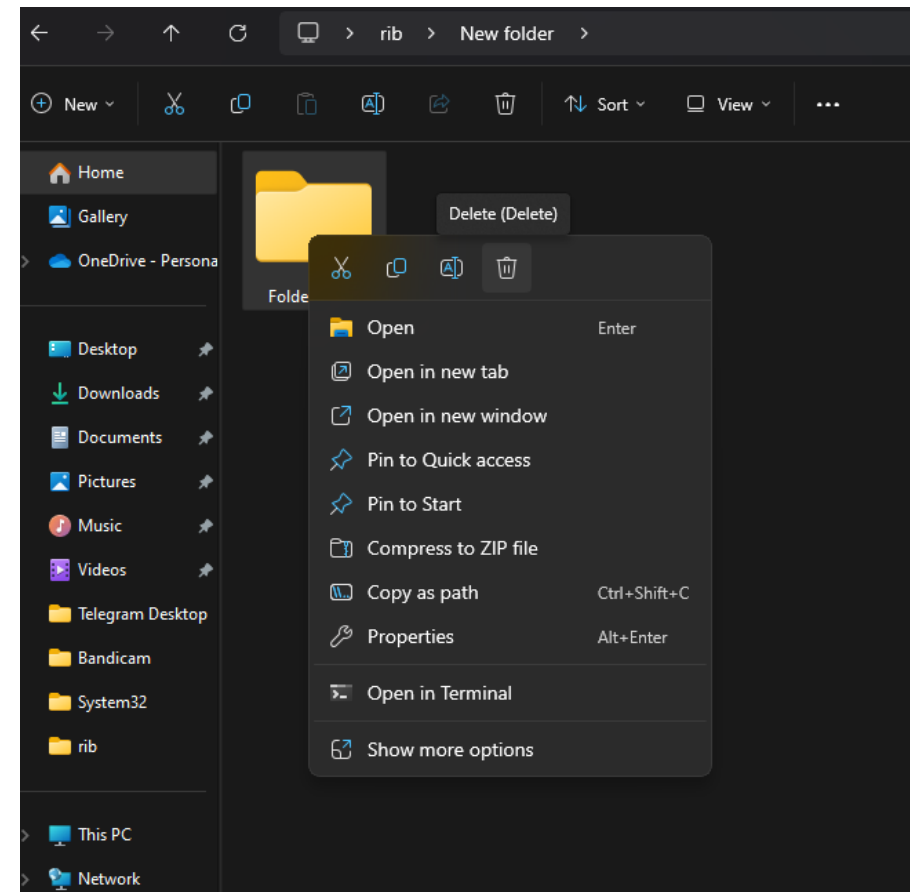 rib
New folder
New
Sort
View
Home
Gallery
OneDrive - Persona
Desktop
Downloads
Documents
Pictures
Music
Videos
Telegram Desktop
Bandicam
System32
rib
This PC
Network
Folde
Delete (Delete)
Open Enter
Open in new tab
Open in new window
Pin to Quick access
Pin to Start
Compress to ZIP file
Copy as path Ctrl+Shift+C
Properties Alt+Enter
Open in Terminal
Show more options